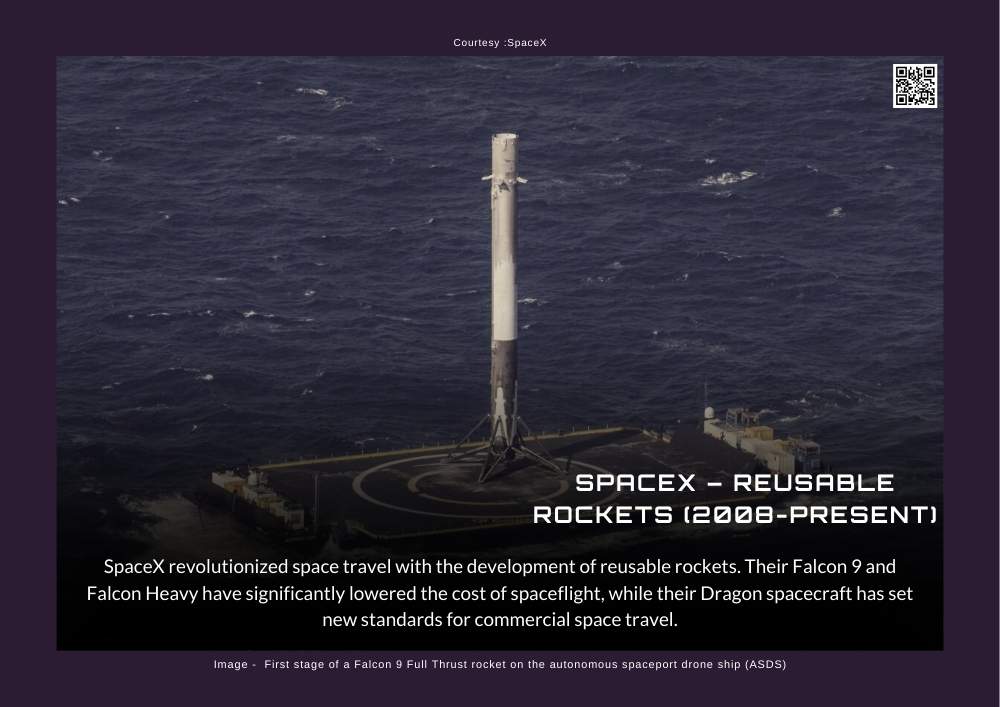 Courtesy :SpaceX
SPACEX – REUSABLE
ROCKETS (2008-PRESENT)
SpaceX revolutionized space travel with the development of reusable rockets. Their Falcon 9 and
Falcon Heavy have significantly lowered the cost of spaceflight, while their Dragon spacecraft has set
new standards for commercial space travel.
Image -  First stage of a Falcon 9 Full Thrust rocket on the autonomous spaceport drone ship (ASDS)